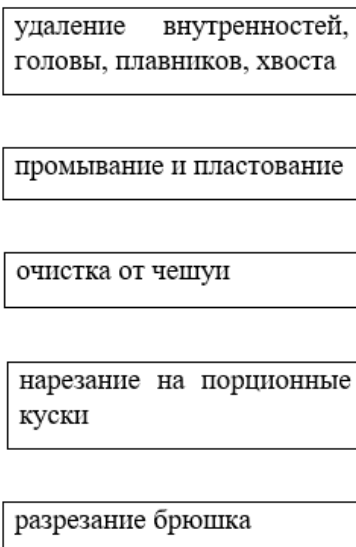 удаление внутренностей,
головы, плавников, хвоста
промывание и пластование
очистка от чешуи
нарезание на порционные
куски
разрезание брюшка